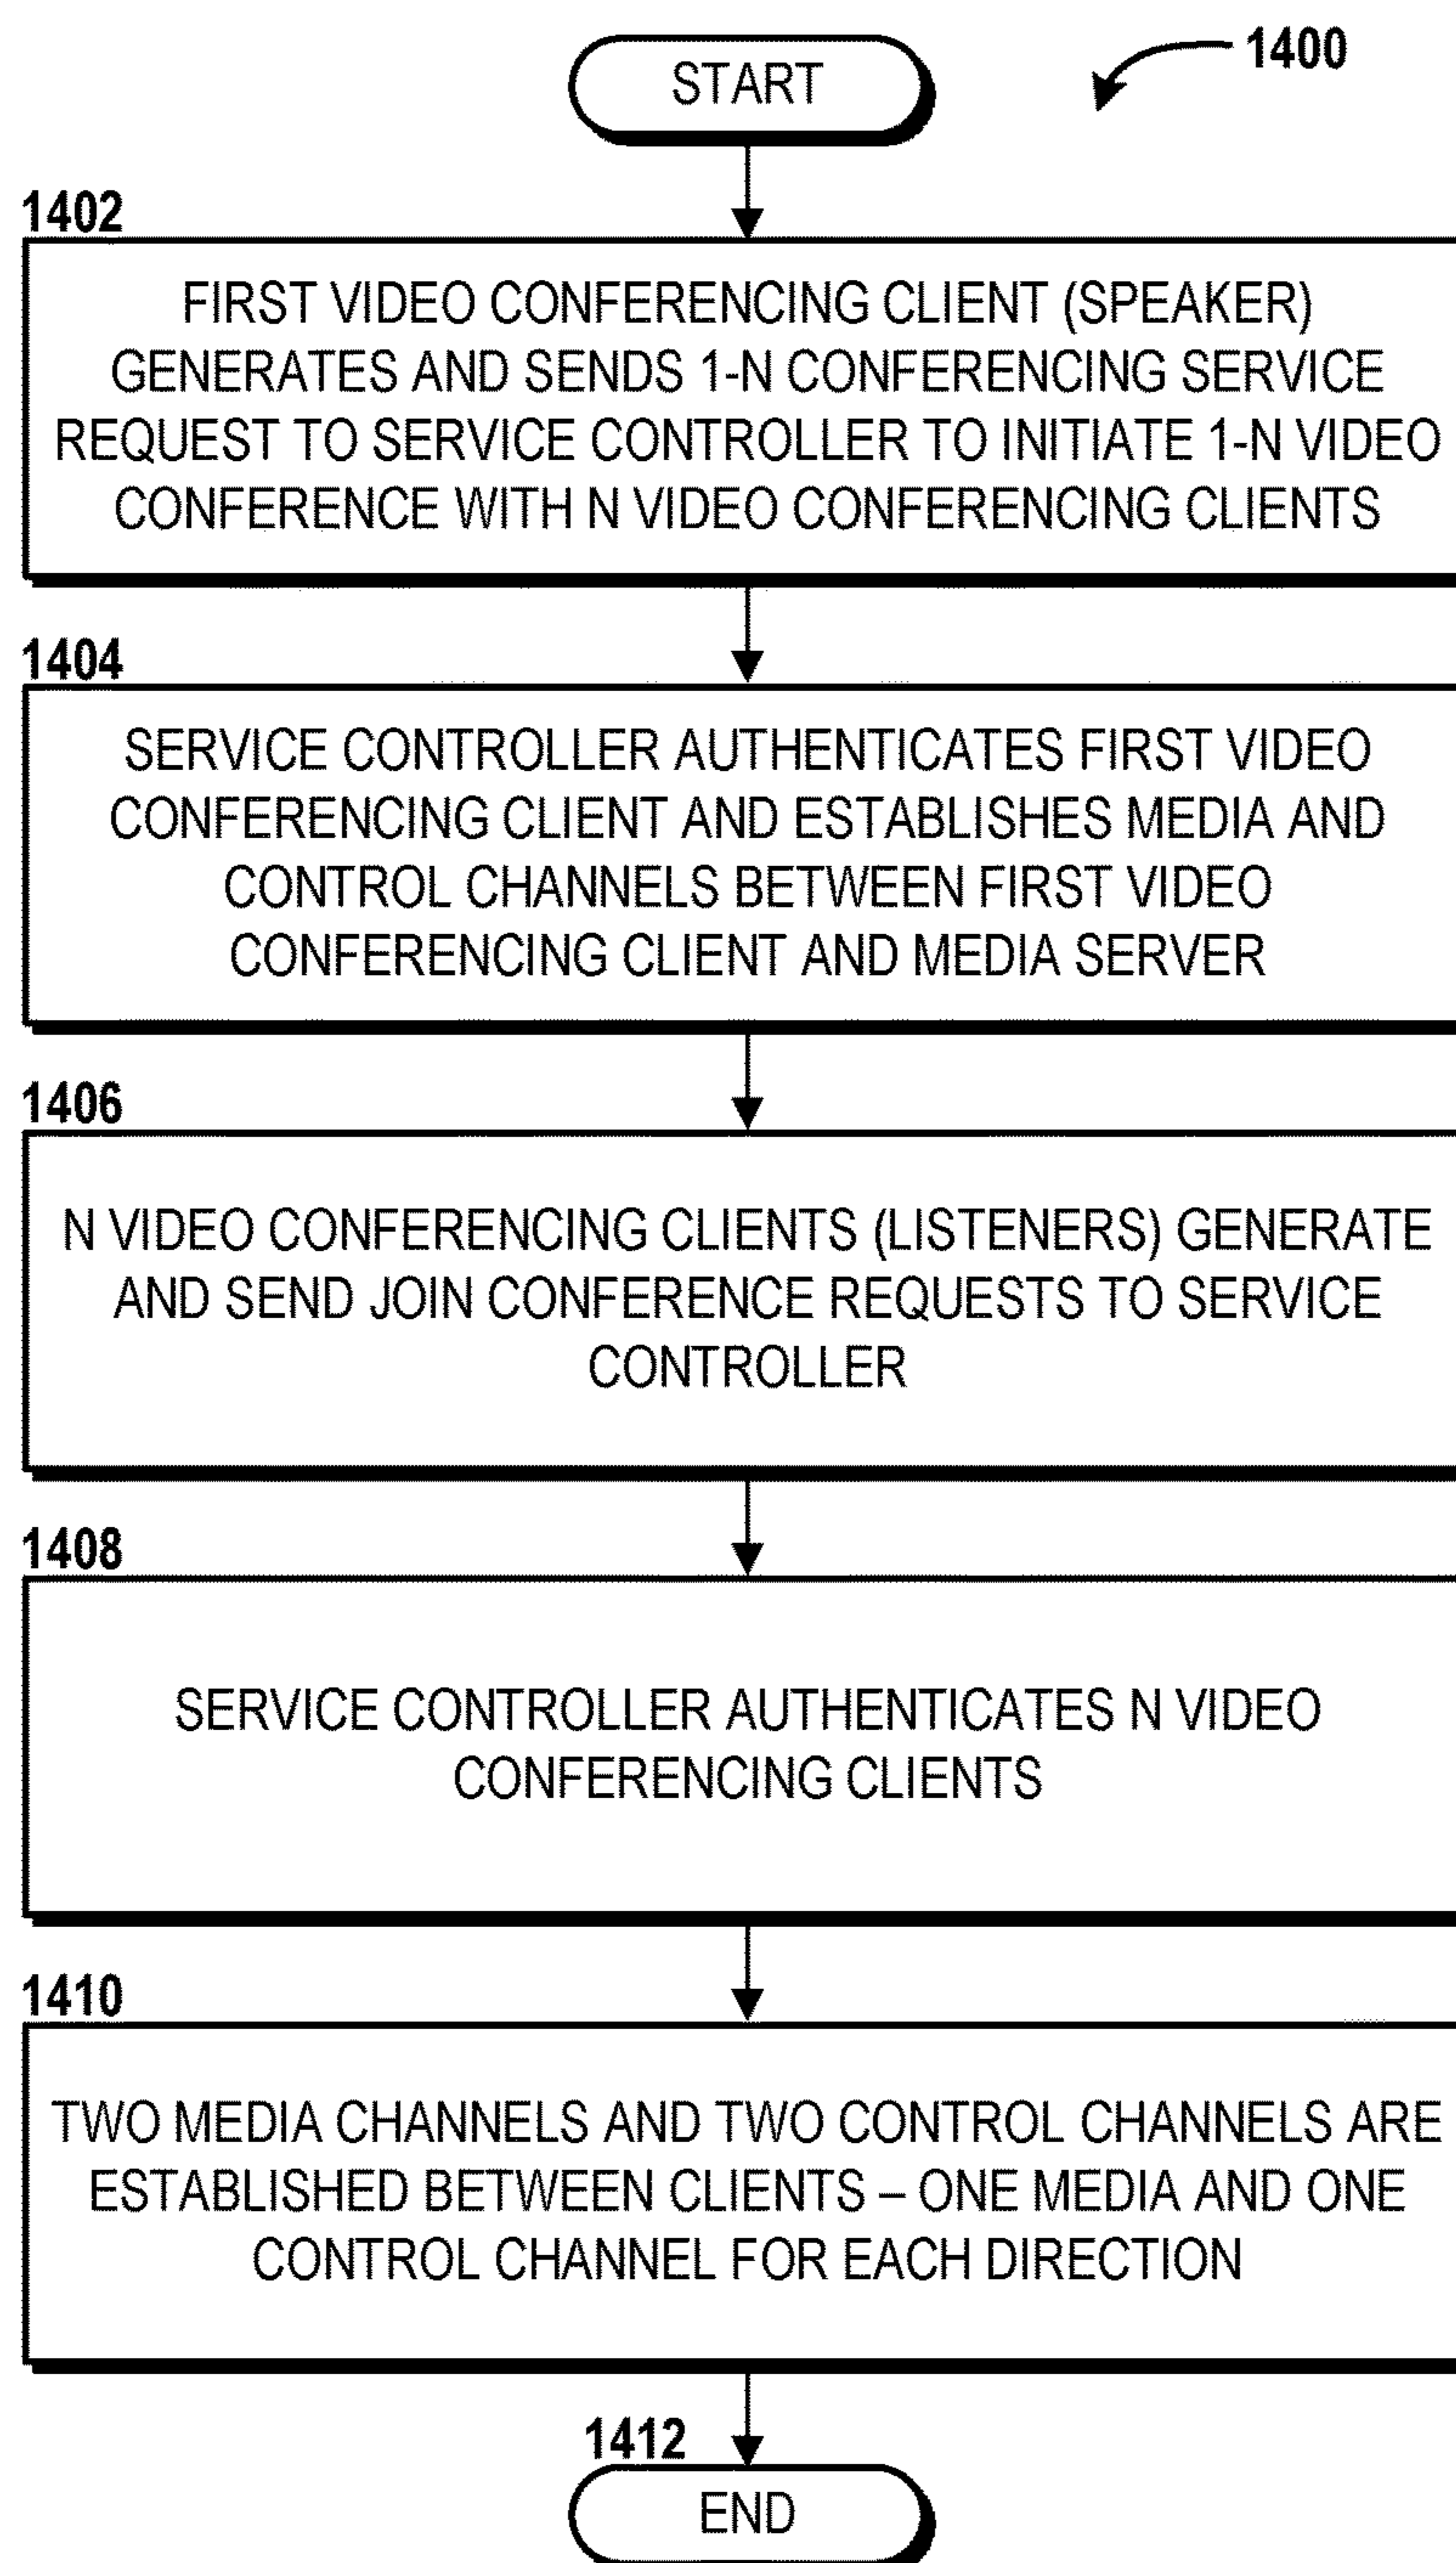 START
1400
1402
FIRST VIDEO CONFERENCING CLIENT (SPEAKER)
GENERATES AND SENDS 1-N CONFERENCING SERVICE
REQUEST TO SERVICE CONTROLLER TO INITIATE 1-N VIDEO
CONFERENCE WITH N VIDEO CONFERENCING CLIENTS
1404
SERVICE CONTROLLER AUTHENTICATES FIRST VIDEO
CONFERENCING CLIENT AND ESTABLISHES MEDIA AND
CONTROL CHANNELS BETWEEN FIRST VIDEO
CONFERENCING CLIENT AND MEDIA SERVER
1406
N VIDEO CONFERENCING CLIENTS (LISTENERS) GENERATE
AND SEND JOIN CONFERENCE REQUESTS TO SERVICE
CONTROLLER
1408
SERVICE CONTROLLER AUTHENTICATES N VIDEO
CONFERENCING CLIENTS
1410
TWO MEDIA CHANNELS AND TWO CONTROL CHANNELS ARE
ESTABLISHED BETWEEN CLIENTS – ONE MEDIA AND ONE
CONTROL CHANNEL FOR EACH DIRECTION
1412
END